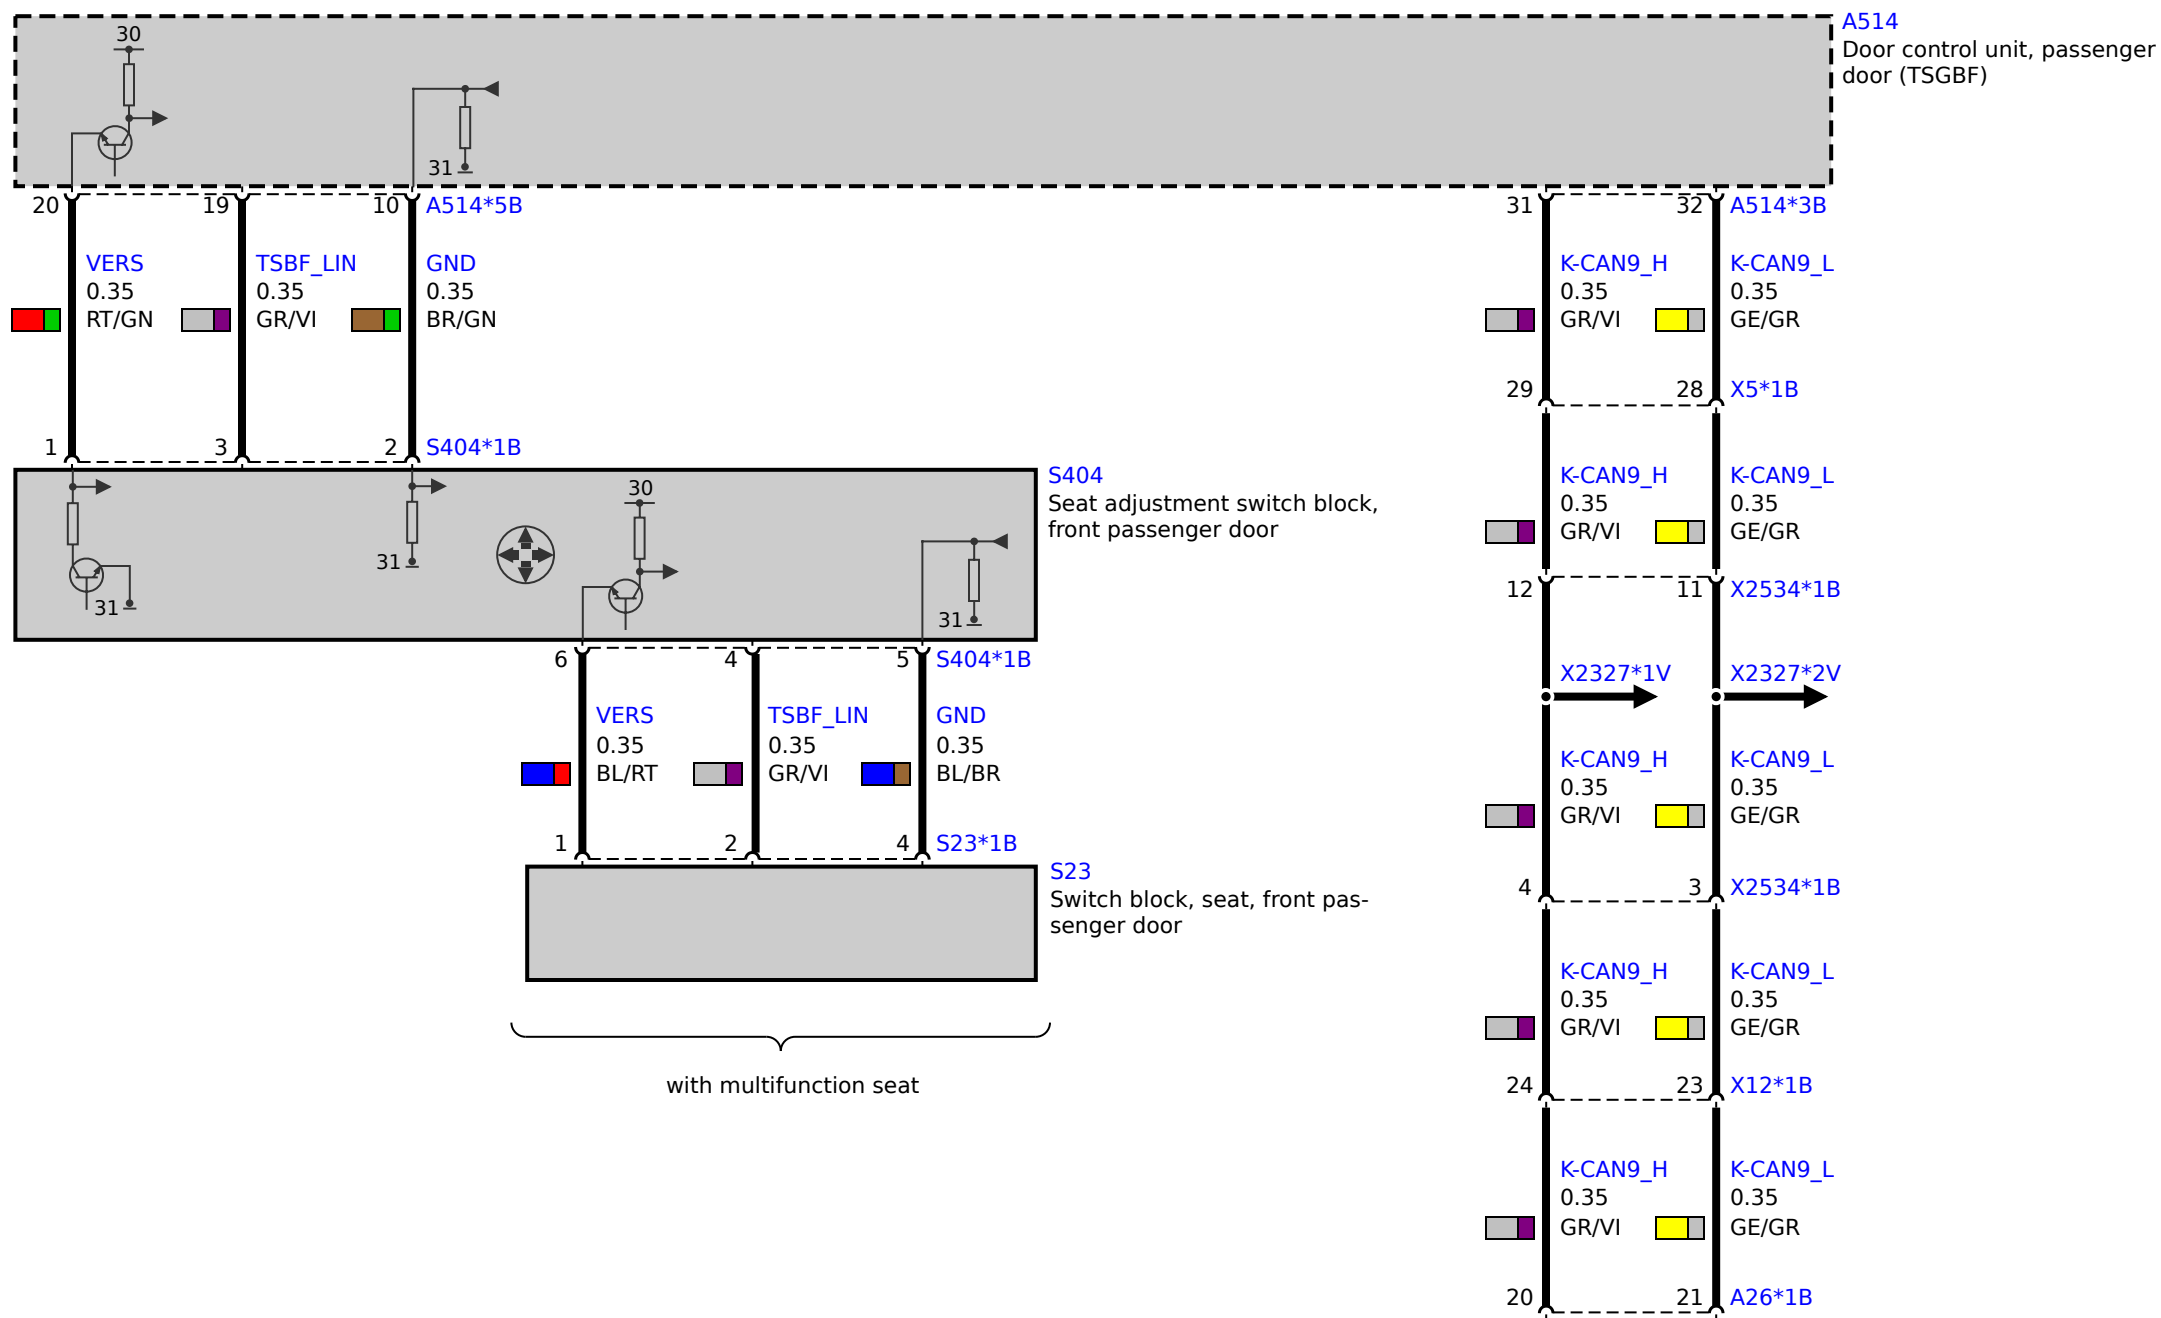 A514
Door control unit, passenger
door (TSGBF)
30
31
20
19
10
A514*5B
31
32
A514*3B
VERS
0.35
RT/GN
TSBF_LIN
0.35
GR/VI
GND
0.35
BR/GN
K-CAN9_H
0.35
GR/VI
K-CAN9_L
0.35
GE/GR
29
28
X5*1B
1
3
2
S404*1B
S404
Seat adjustment switch block,
front passenger door
31
31
30
31
K-CAN9_H
0.35
GR/VI
K-CAN9_L
0.35
GE/GR
12
11
X2534*1B
6
4
5
S404*1B
X2327*1V
X2327*2V
VERS
0.35
BL/RT
TSBF_LIN
0.35
GR/VI
GND
0.35
BL/BR
K-CAN9_H
0.35
GR/VI
K-CAN9_L
0.35
GE/GR
1
2
4
S23*1B
S23
Switch block, seat, front pas-
senger door
4
3
X2534*1B
K-CAN9_H
0.35
GR/VI
K-CAN9_L
0.35
GE/GR
with multifunction seat
24
23
X12*1B
K-CAN9_H
0.35
GR/VI
K-CAN9_L
0.35
GE/GR
20
21
A26*1B